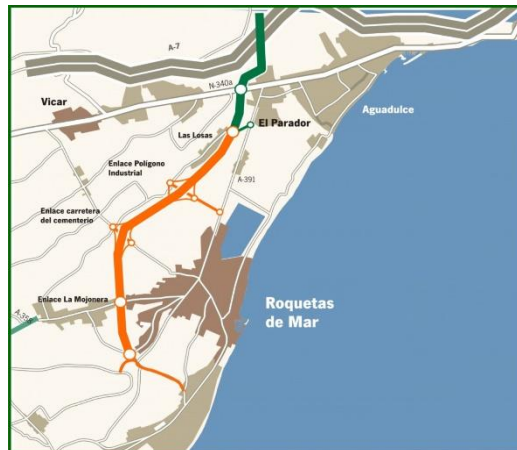 A-7
N-340a
Vicar
Aguadulce
El Parador
Las Losas
Enlace Polígono
Industrial
A-391
Enlace carretera
del cementerio
Enlace La Mojonera
Roquetas
de Mar